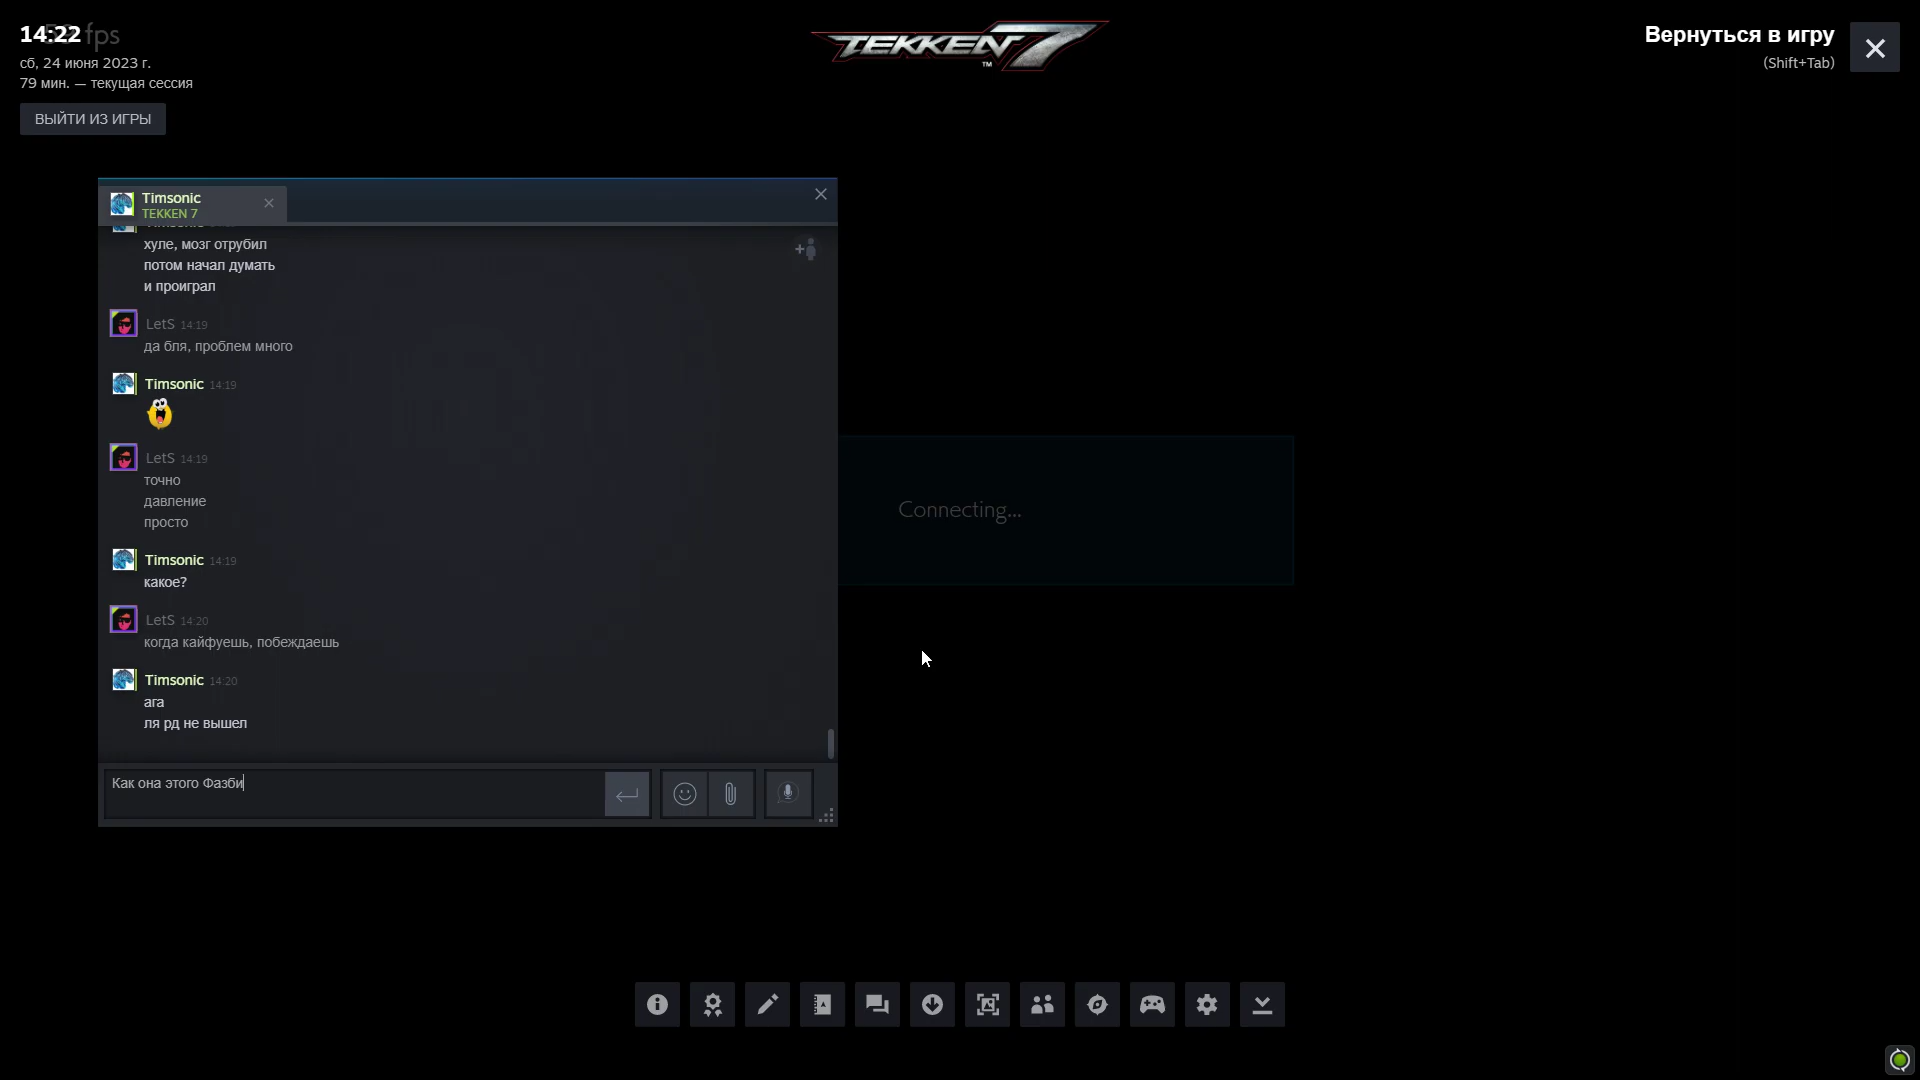 14:22
fps
сб, 24 июня 2023 г.
79 мин. — текущая сессия
ВЫЙТИ ИЗ ИГРЫ
TEKKEN 7
TM
Вернуться в игру
(Shift+Tab)
Timsonic
TEKKEN 7
хуле, мозг отрубил
потом начал думать
и проиграл
LetS 14:19
да бля, проблем много
Timsonic 14:19
LetS 14:19
точно
давление
просто
Timsonic 14:19
какое?
LetS 14:20
когда кайфуешь, побеждаешь
Timsonic 14:20
ага
ля рд не вышел
Как она этого Фазби
Connecting...